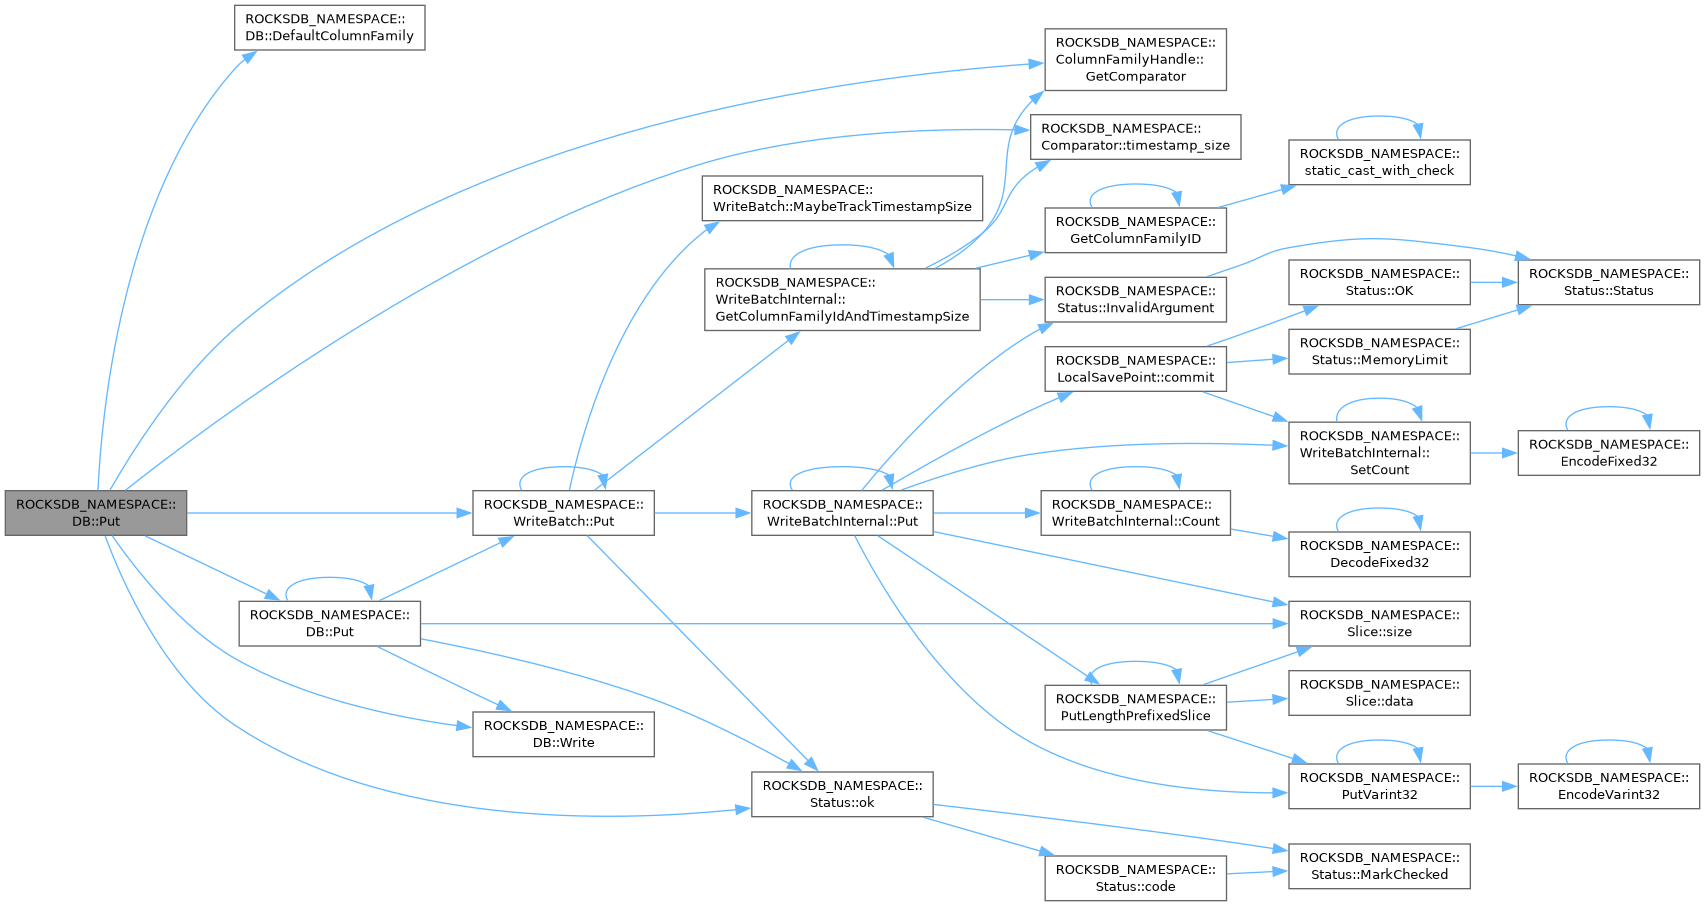 ROCKSDB_NAMESPACE::
DB::DefaultColumnFamily
ROCKSDB_NAMESPACE::
ColumnFamilyHandle::
GetComparator
ROCKSDB_NAMESPACE::
Comparator::timestamp_size
ROCKSDB_NAMESPACE::
static_cast_with_check
ROCKSDB_NAMESPACE::
WriteBatch::MaybeTrackTimestampSize
ROCKSDB_NAMESPACE::
GetColumnFamilyID
ROCKSDB_NAMESPACE::
WriteBatchInternal::
GetColumnFamilyIdAndTimestampSize
ROCKSDB_NAMESPACE::
Status::InvalidArgument
ROCKSDB_NAMESPACE::
Status::OK
ROCKSDB_NAMESPACE::
Status::Status
ROCKSDB_NAMESPACE::
LocalSavePoint::commit
ROCKSDB_NAMESPACE::
Status::MemoryLimit
ROCKSDB_NAMESPACE::
WriteBatchInternal::
SetCount
ROCKSDB_NAMESPACE::
EncodeFixed32
ROCKSDB_NAMESPACE::
DB::Put
ROCKSDB_NAMESPACE::
WriteBatch::Put
ROCKSDB_NAMESPACE::
WriteBatchInternal::Put
ROCKSDB_NAMESPACE::
WriteBatchInternal::Count
ROCKSDB_NAMESPACE::
DecodeFixed32
ROCKSDB_NAMESPACE::
DB::Put
ROCKSDB_NAMESPACE::
Slice::size
ROCKSDB_NAMESPACE::
PutLengthPrefixedSlice
ROCKSDB_NAMESPACE::
Slice::data
ROCKSDB_NAMESPACE::
DB::Write
ROCKSDB_NAMESPACE::
Status::ok
ROCKSDB_NAMESPACE::
PutVarint32
ROCKSDB_NAMESPACE::
EncodeVarint32
ROCKSDB_NAMESPACE::
Status::code
ROCKSDB_NAMESPACE::
Status::MarkChecked